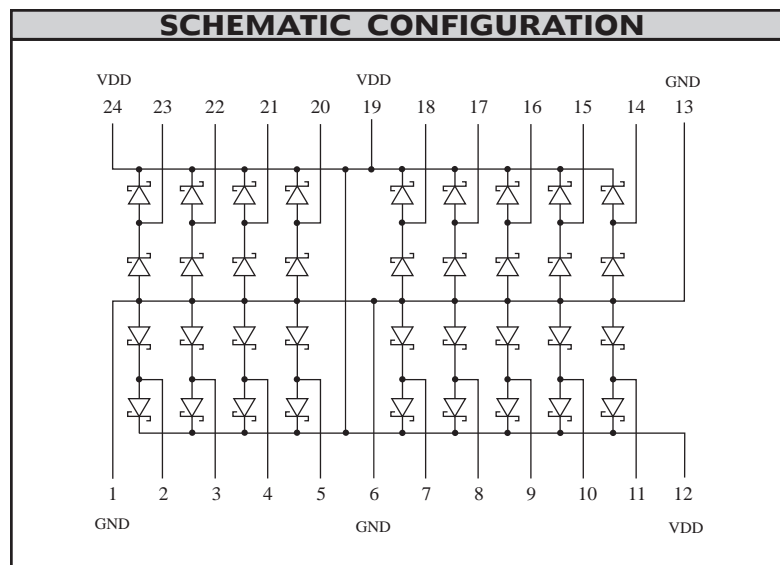 SCHEMATIC CONFIGURATION
VDD VDD GND
24 23 22 21 20 19 18 17 16 15 14 13
1 2 3 4 5 6 7 8 9 10 11 12
GND GND VDD